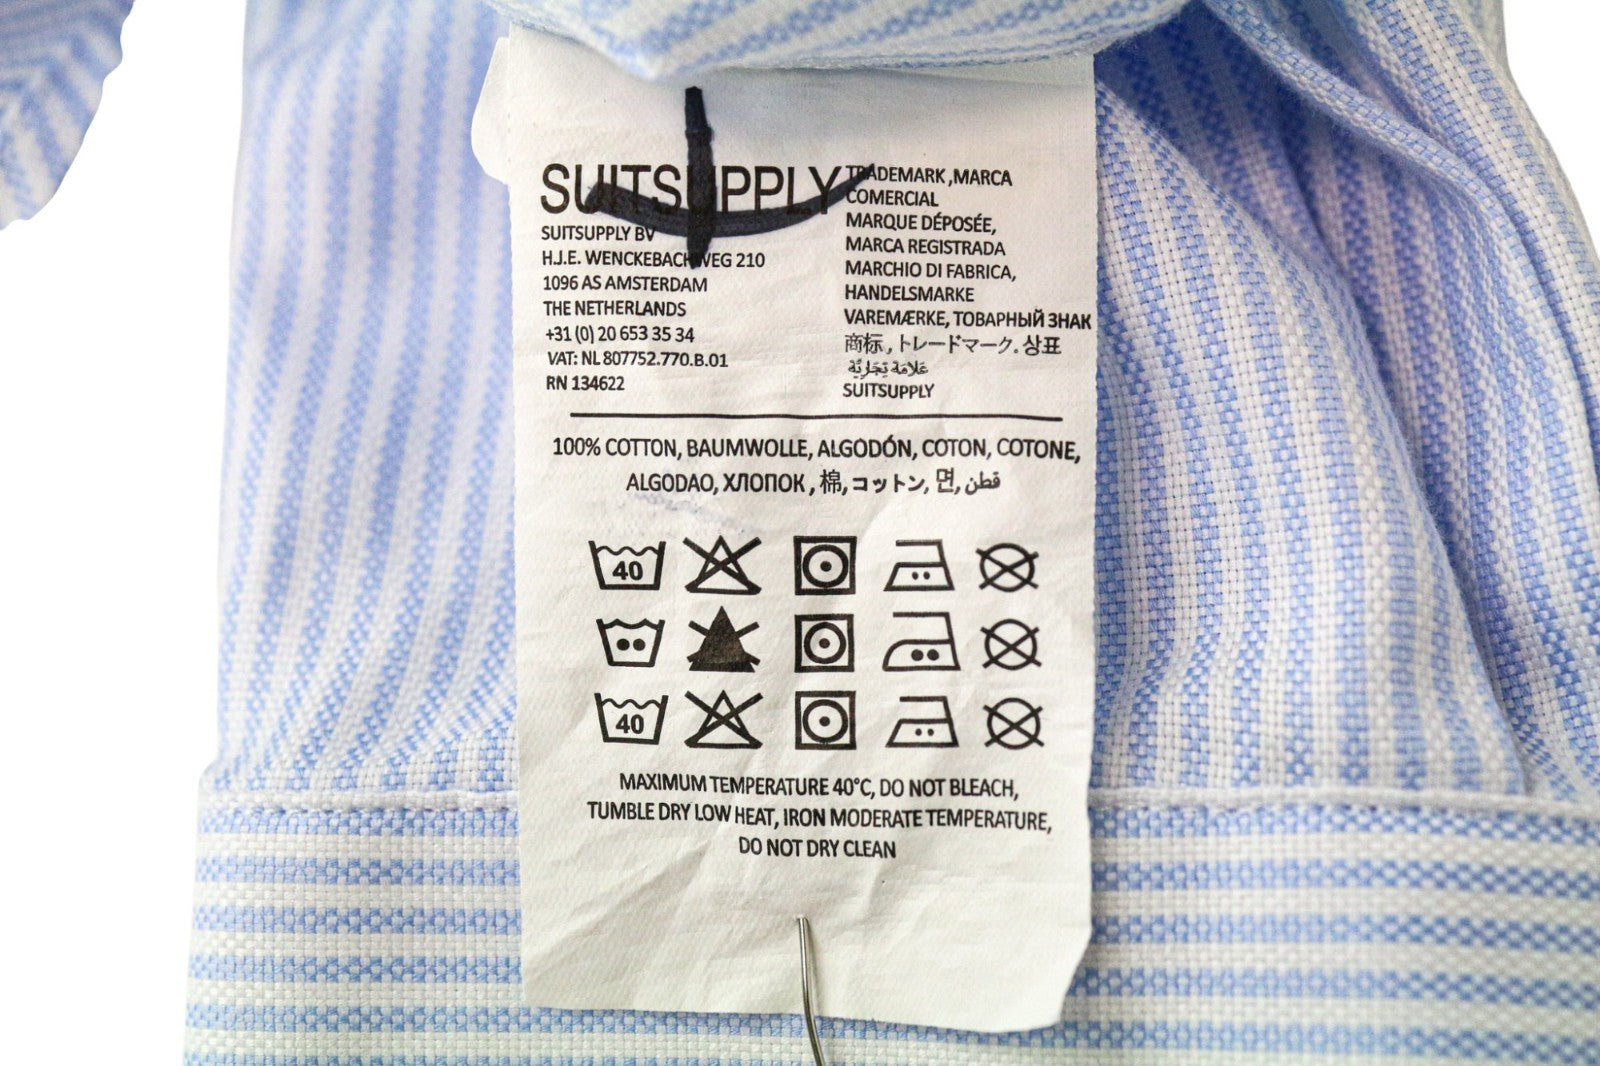 SUITSUPPLY
SUITSUPPLY BV
H.J.E. WENCKEBACHWEG 210
1096 AS AMSTERDAM
THE NETHERLANDS
+31 (0) 20 653 35 34
VAT: NL 807752.770.B.01
RN 134622
TRADEMARK ,MARCA
COMERCIAL
MARQUE DÉPOSÉE,
MARCA REGISTRADA
MARCHIO DI FABRICA,
HANDELSMARKE
VAREMÆRKE, ТОВАРНЫЙ ЗНАК
商标, トレードマーク. 상표
عَلامَة تِجَارِيَّة
SUITSUPPLY
100% COTTON, BAUMWOLLE, ALGODÓN, COTON, COTONE,
ALGODAO, ХЛОПОК , 棉, コットン, 면, قطن
40
40
MAXIMUM TEMPERATURE 40°C, DO NOT BLEACH,
TUMBLE DRY LOW HEAT, IRON MODERATE TEMPERATURE,
DO NOT DRY CLEAN